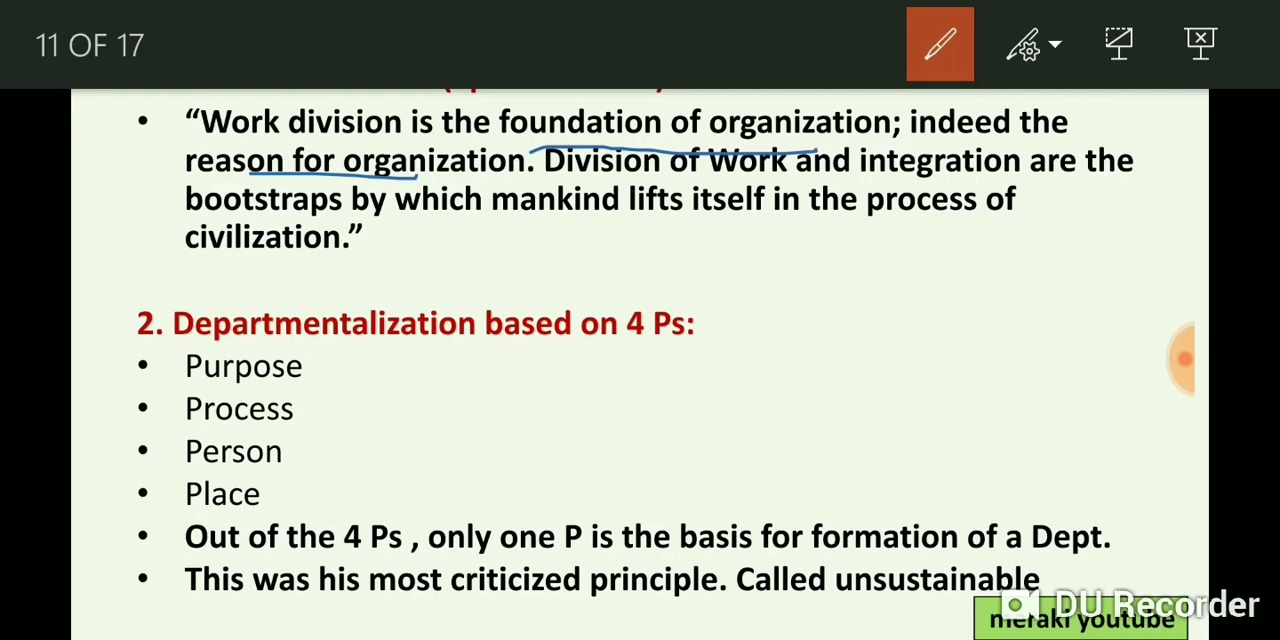 11 OF 17
“Work division is the foundation of organization; indeed the
reason for organization. Division of Work and integration are the
bootstraps by which mankind lifts itself in the process of
civilization.”
2. Departmentalization based on 4 Ps:
• Purpose
• Process
• Person
• Place
• Out of the 4 Ps , only one P is the basis for formation of a Dept.
• This was his most criticized principle. Called unsustainable
DU Recorder
meraki youtube